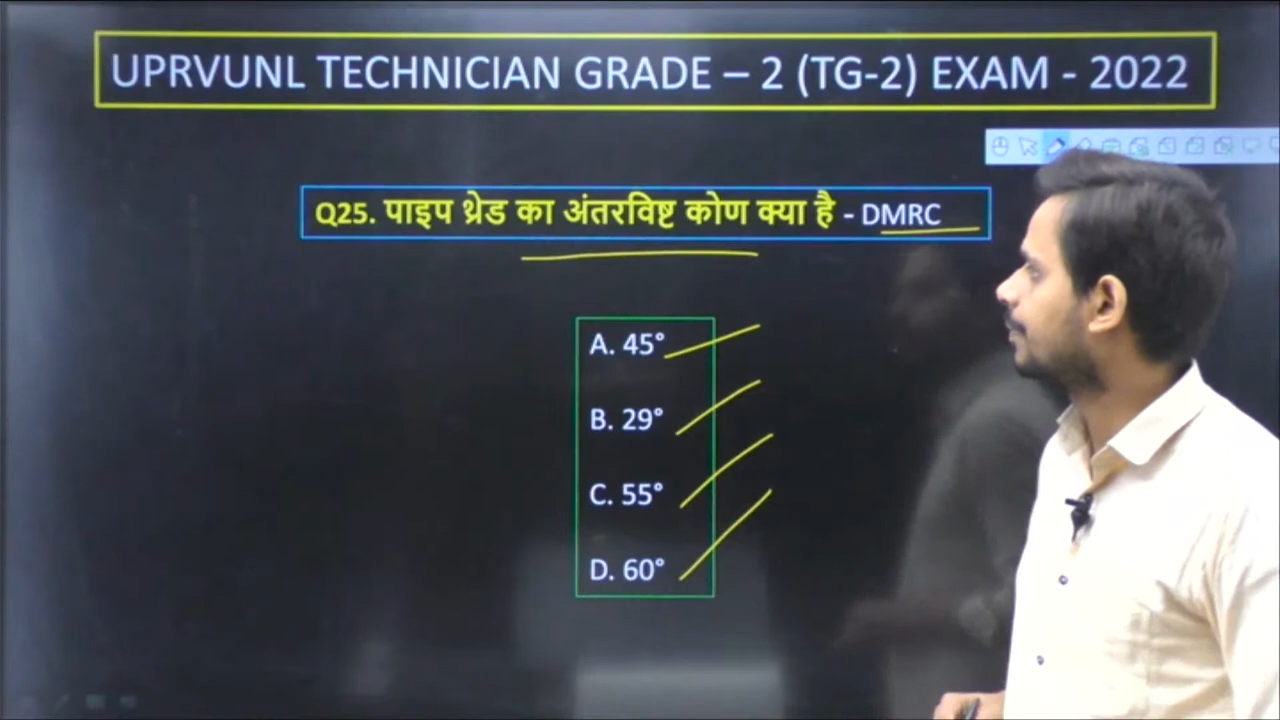 UPRVUNL TECHNICIAN GRADE – 2 (TG-2) EXAM - 2022
Q25. पाइप थ्रेड का अंतरविष्ट कोण क्या है - DMRC
A. 45°
B. 29°
C. 55°
D. 60°